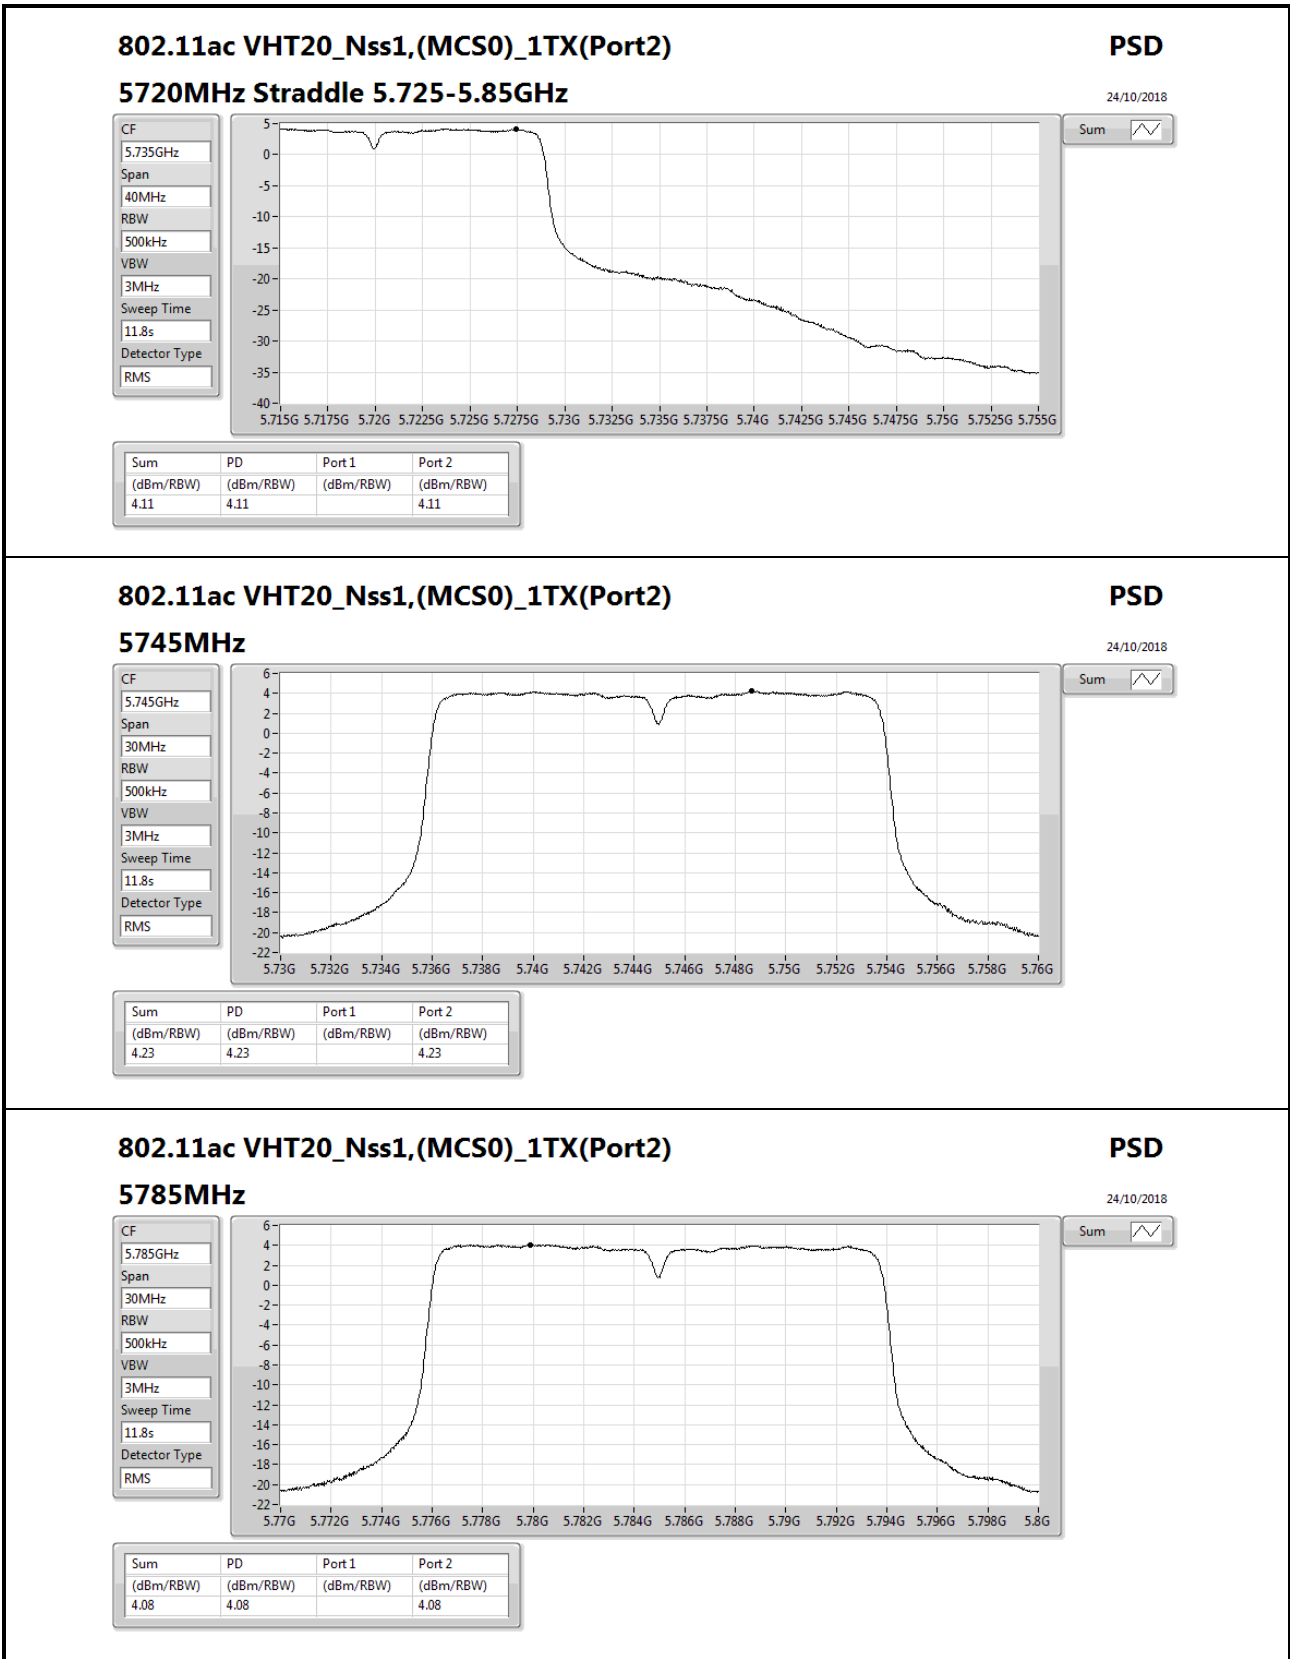 802.11ac VHT20_Nss1,(MCS0)_1TX(Port2) PSD
5720MHz Straddle 5.725-5.85GHz 24/10/2018
CF
5.735GHz
Span
40MHz
RBW
500kHz
VBW
3MHz
Sweep Time
11.8s
Detector Type
RMS
5
0
-5
-10
-15
-20
-25
-30
-35
-40
5.715G 5.7175G 5.72G 5.7225G 5.725G 5.7275G 5.73G 5.7325G 5.735G 5.7375G 5.74G 5.7425G 5.745G 5.7475G 5.75G 5.7525G 5.755G
Sum
Sum PD Port 1 Port 2
(dBm/RBW) (dBm/RBW) (dBm/RBW) (dBm/RBW)
4.11 4.11 4.11
802.11ac VHT20_Nss1,(MCS0)_1TX(Port2) PSD
5745MHz 24/10/2018
CF
5.745GHz
Span
30MHz
RBW
500kHz
VBW
3MHz
Sweep Time
11.8s
Detector Type
RMS
6
4
2
0
-2
-4
-6
-8
-10
-12
-14
-16
-18
-20
-22
5.73G 5.732G 5.734G 5.736G 5.738G 5.74G 5.742G 5.744G 5.746G 5.748G 5.75G 5.752G 5.754G 5.756G 5.758G 5.76G
Sum
Sum PD Port 1 Port 2
(dBm/RBW) (dBm/RBW) (dBm/RBW) (dBm/RBW)
4.23 4.23 4.23
802.11ac VHT20_Nss1,(MCS0)_1TX(Port2) PSD
5785MHz 24/10/2018
CF
5.785GHz
Span
30MHz
RBW
500kHz
VBW
3MHz
Sweep Time
11.8s
Detector Type
RMS
6
4
2
0
-2
-4
-6
-8
-10
-12
-14
-16
-18
-20
-22
5.77G 5.772G 5.774G 5.776G 5.778G 5.78G 5.782G 5.784G 5.786G 5.788G 5.79G 5.792G 5.794G 5.796G 5.798G 5.8G
Sum
Sum PD Port 1 Port 2
(dBm/RBW) (dBm/RBW) (dBm/RBW) (dBm/RBW)
4.08 4.08 4.08